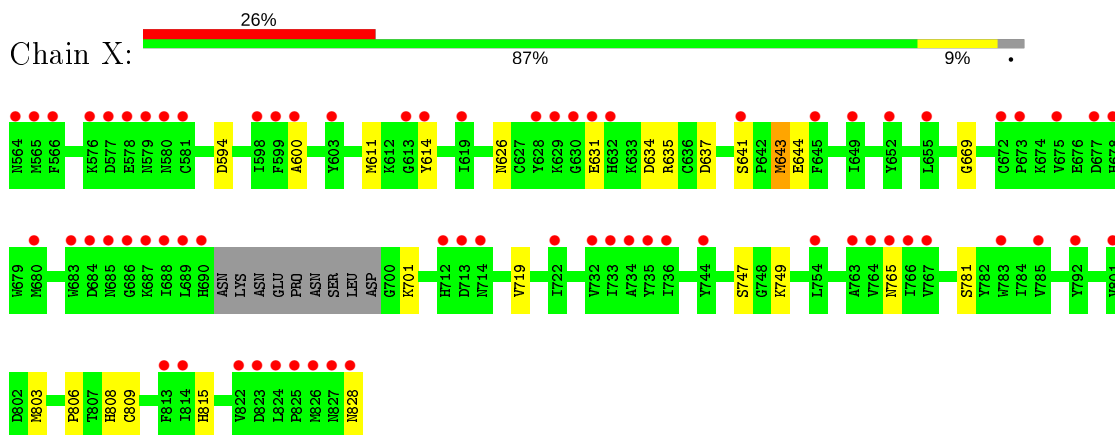 26%
Chain X:
87%
9%
N564 M565 F566 K576 D577 E578 N579 N580 C581 D594 I598 F599 A600 Y603 M611 K612 G613 Y614 I619 N626 C627 Y628 K629 G630 E631 H632 K633 D634 R635 C636 D637 S641 P642 M643 E644 F645 I649 Y652 L655 G669 C672 P673 K674 V675 E676 D677 H678
W679 M680 W683 D684 N685 G686 K687 I688 L689 H690 ASN LYS ASN GLU PRO ASN SER LEU ASP G700 K701 H712 D713 N714 V719 I722 V732 I733 A734 Y735 I736 Y744 S747 G748 K749 L754 A763 V764 N765 I766 V767 S781 Y782 W783 I784 V785 Y792 V801
D802 M803 P806 T807 H808 C809 F813 I814 H815 V822 D823 L824 P825 M826 N827 N828